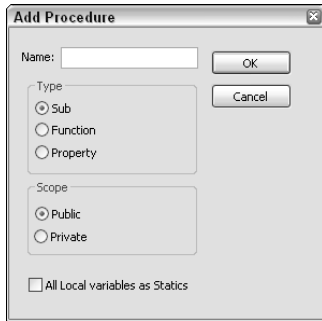 Add Procedure
Name:
OK
Cancel
Type
Sub
Function
Property
Scope
Public
Private
All Local variables as Statics